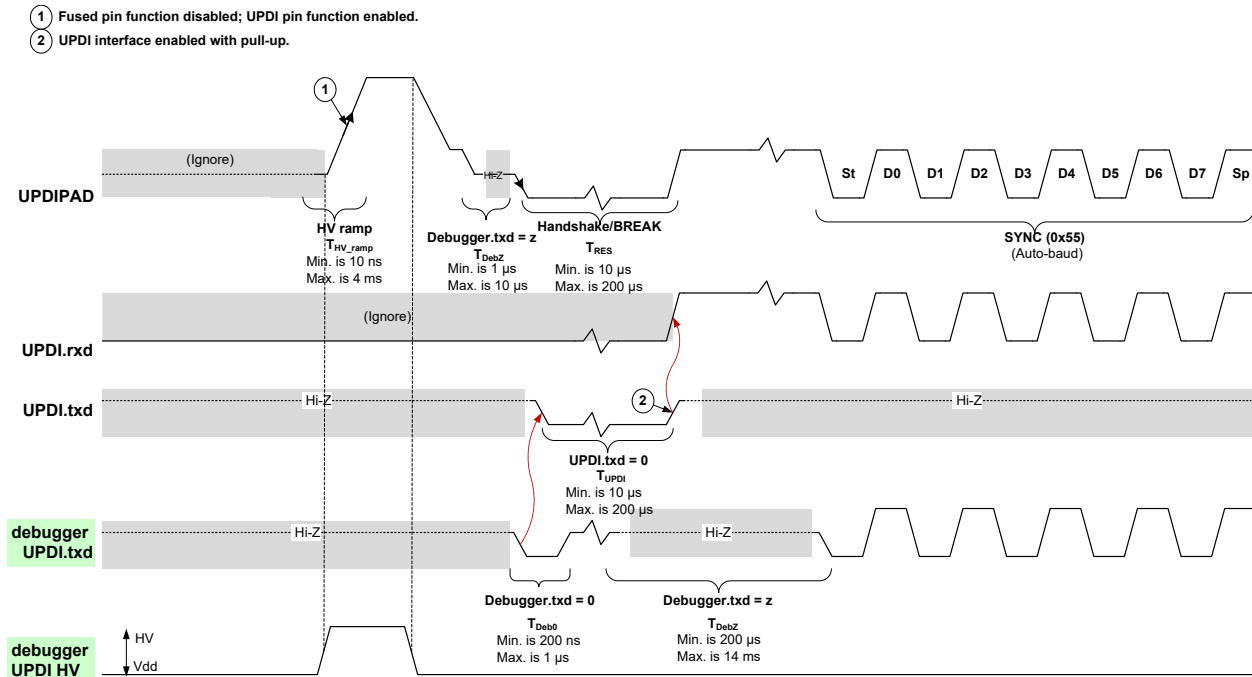 1 Fused pin function disabled; UPDI pin function enabled.
2 UPDI interface enabled with pull-up.
1
(Ignore)
Hi-Z
St D0 D1 D2 D3 D4 D5 D6 D7 Sp
UPDIPAD
HV ramp
THV_ramp
Min. is 10 ns
Max. is 4 ms
Debugger.txd = z
TDebZ
Min. is 1 µs
Max. is 10 µs
Handshake/BREAK
TRES
Min. is 10 µs
Max. is 200 µs
SYNC (0x55)
(Auto-baud)
(Ignore)
UPDI.rxd
Hi-Z
2
Hi-Z
UPDI.txd
UPDI.txd = 0
TUPDI
Min. is 10 µs
Max. is 200 µs
debugger
UPDI.txd
Hi-Z
Hi-Z
Debugger.txd = 0
TDeb0
Min. is 200 ns
Max. is 1 µs
Debugger.txd = z
TDebZ
Min. is 200 µs
Max. is 14 ms
debugger
UPDI HV
HV
Vdd